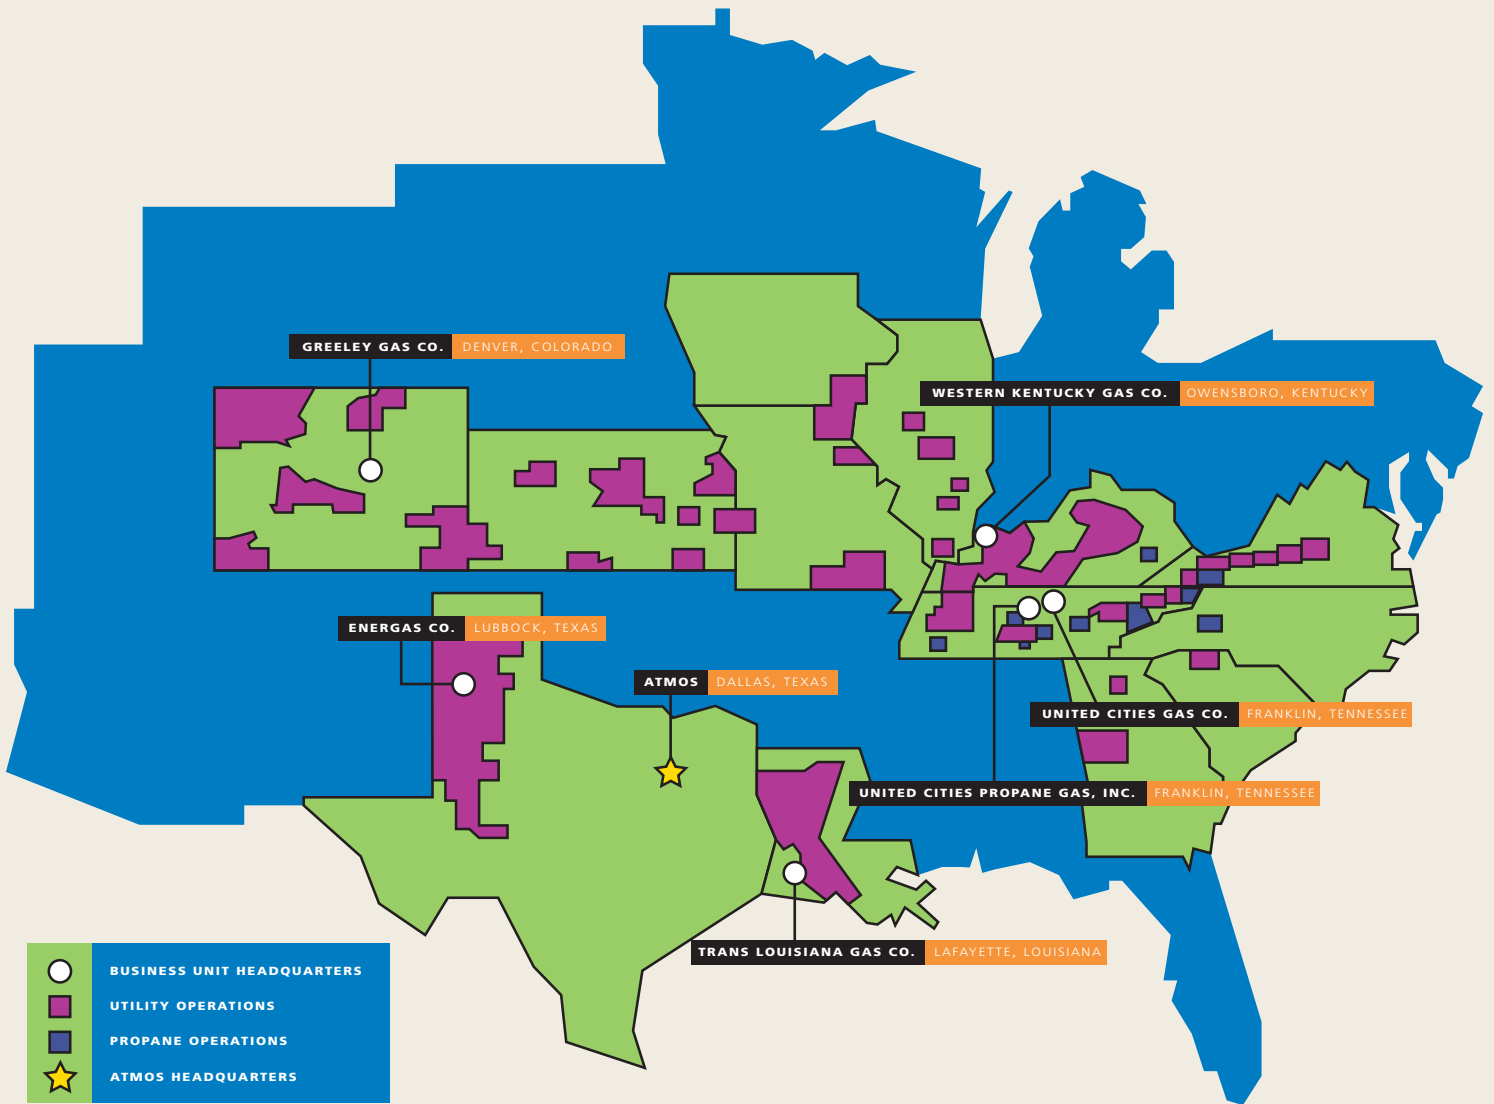 GREELEY GAS CO. DENVER, COLORADO
WESTERN KENTUCKY GAS CO. OWENSBORO, KENTUCKY
ENERGAS CO. LUBBOCK, TEXAS
ATMOS DALLAS, TEXAS
UNITED CITIES GAS CO. FRANKLIN, TENNESSEE
UNITED CITIES PROPANE GAS, INC. FRANKLIN, TENNESSEE
TRANS LOUISIANA GAS CO. LAFAYETTE, LOUISIANA
BUSINESS UNIT HEADQUARTERS
UTILITY OPERATIONS
PROPANE OPERATIONS
ATMOS HEADQUARTERS